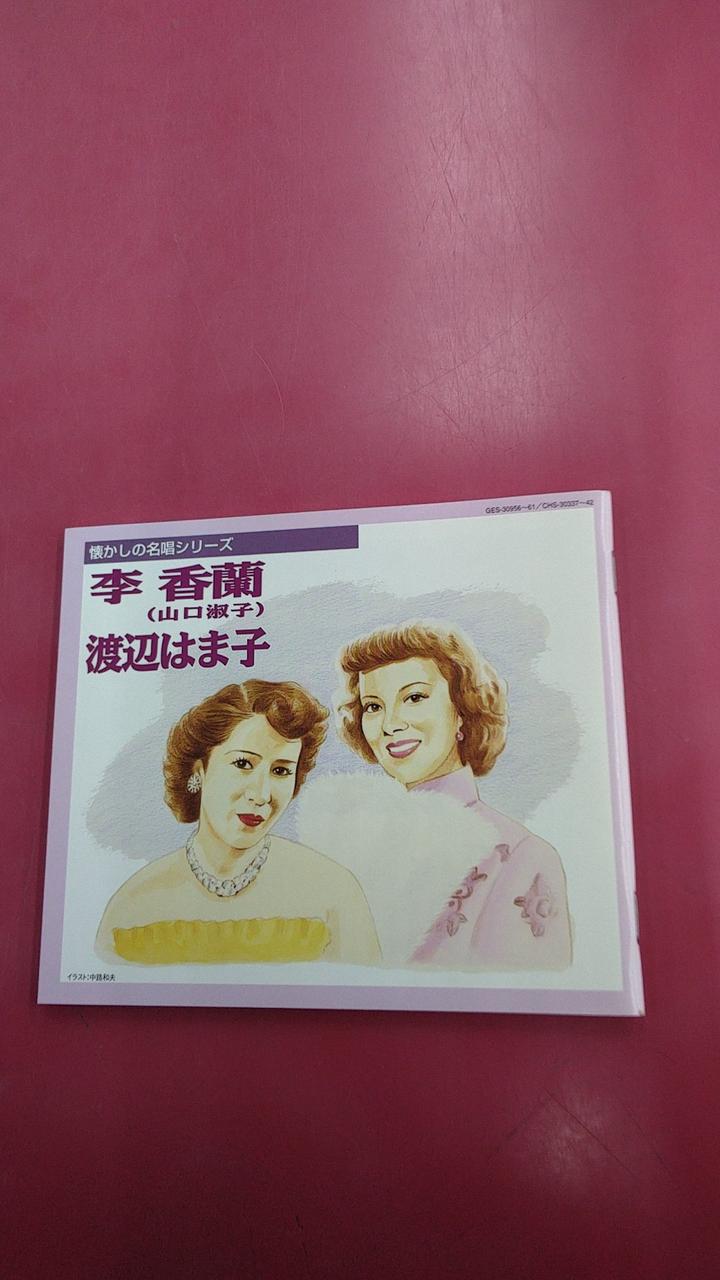 GES-30956～61／CHS-30337～42
懐かしの名唱シリーズ
李 香蘭
（山口淑子）
渡辺はま子
イラスト：中路和夫